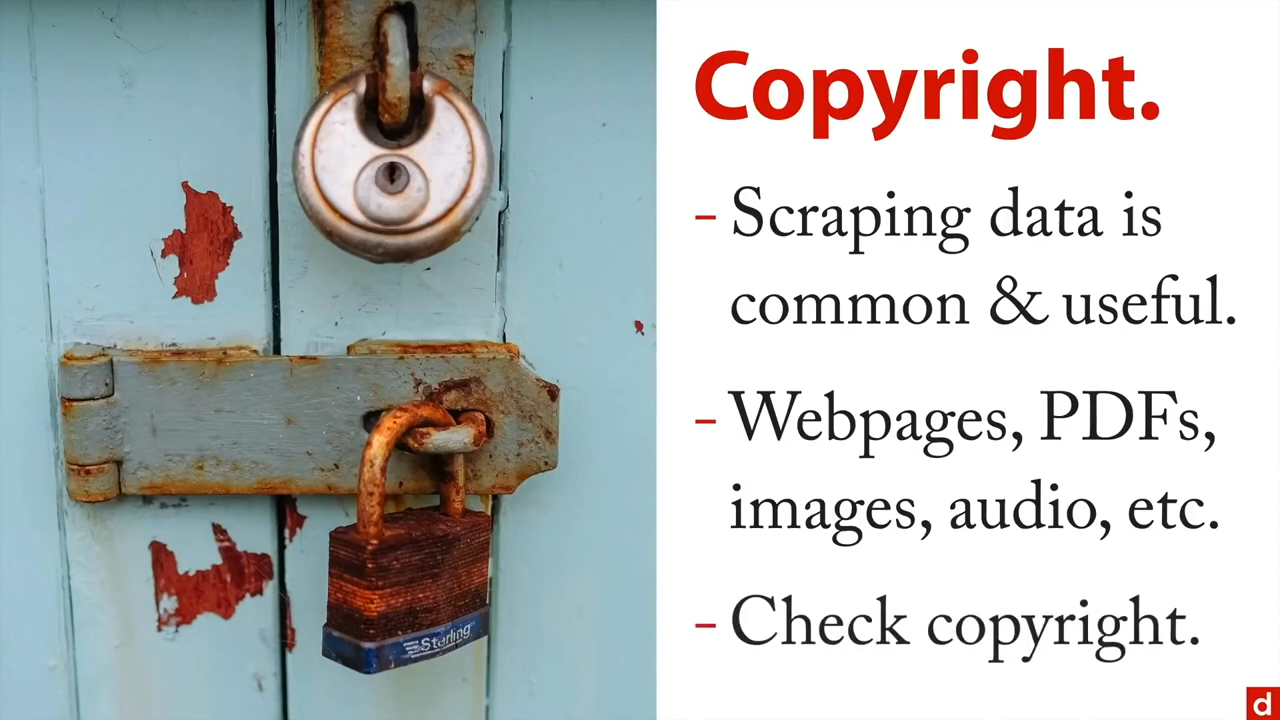 Copyright.
- Scraping data is
common & useful.
- Webpages, PDFs,
images, audio, etc.
- Check copyright.
Sterling
d